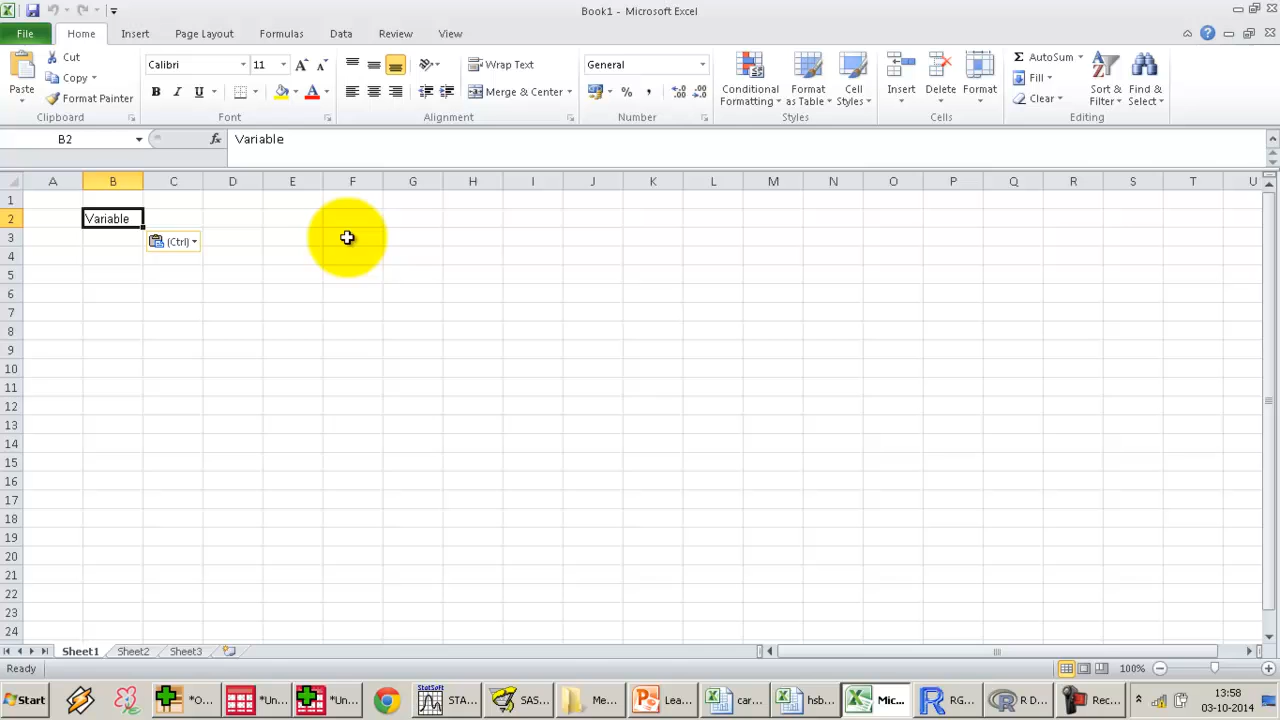 Book1 - Microsoft Excel
File Home Insert Page Layout Formulas Data Review View
Paste
Cut
Copy
Format Painter
Clipboard
Calibri 11
B I U
Font
Wrap Text
Merge & Center
Alignment
General
%
Number
Conditional Formatting
Format as Table
Cell Styles
Styles
Insert
Delete
Format
Cells
Σ AutoSum
Fill
Clear
Sort & Filter
Find & Select
Editing
B2 fx Variable
A B C D E F G H I J K L M N O P Q R S T U
1
2 Variable
3 (Ctrl)
4
5
6
7
8
9
10
11
12
13
14
15
16
17
18
19
20
21
22
23
24
Sheet1 Sheet2 Sheet3
Ready 100%
Start *O... *Un... *Un... STA... SAS... Me... Lea... car... hsb... Mic... RG... R D... Rec... 13:58
03-10-2014